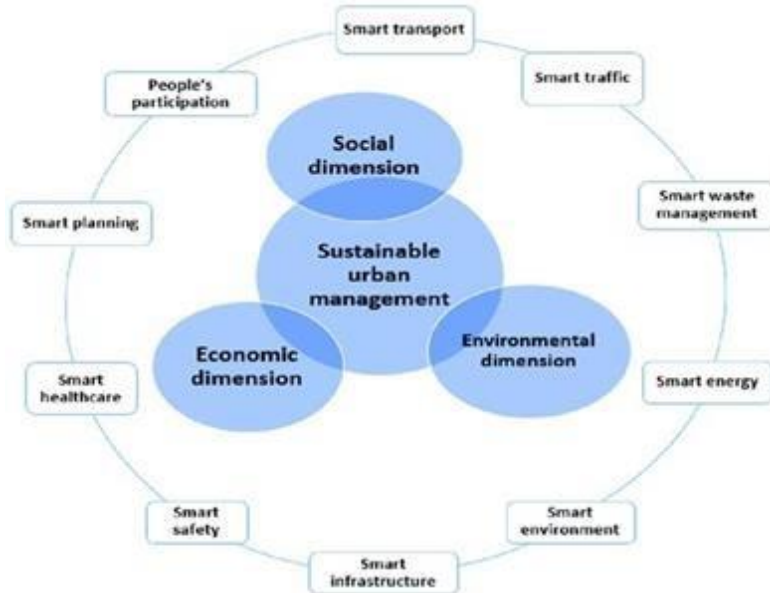 Smart transport
Smart traffic
Smart waste
management
Smart energy
Smart
environment
Smart
infrastructure
Smart
safety
Smart
healthcare
Smart planning
People's
participation
Social
dimension
Sustainable
urban
management
Economic
dimension
Environmental
dimension